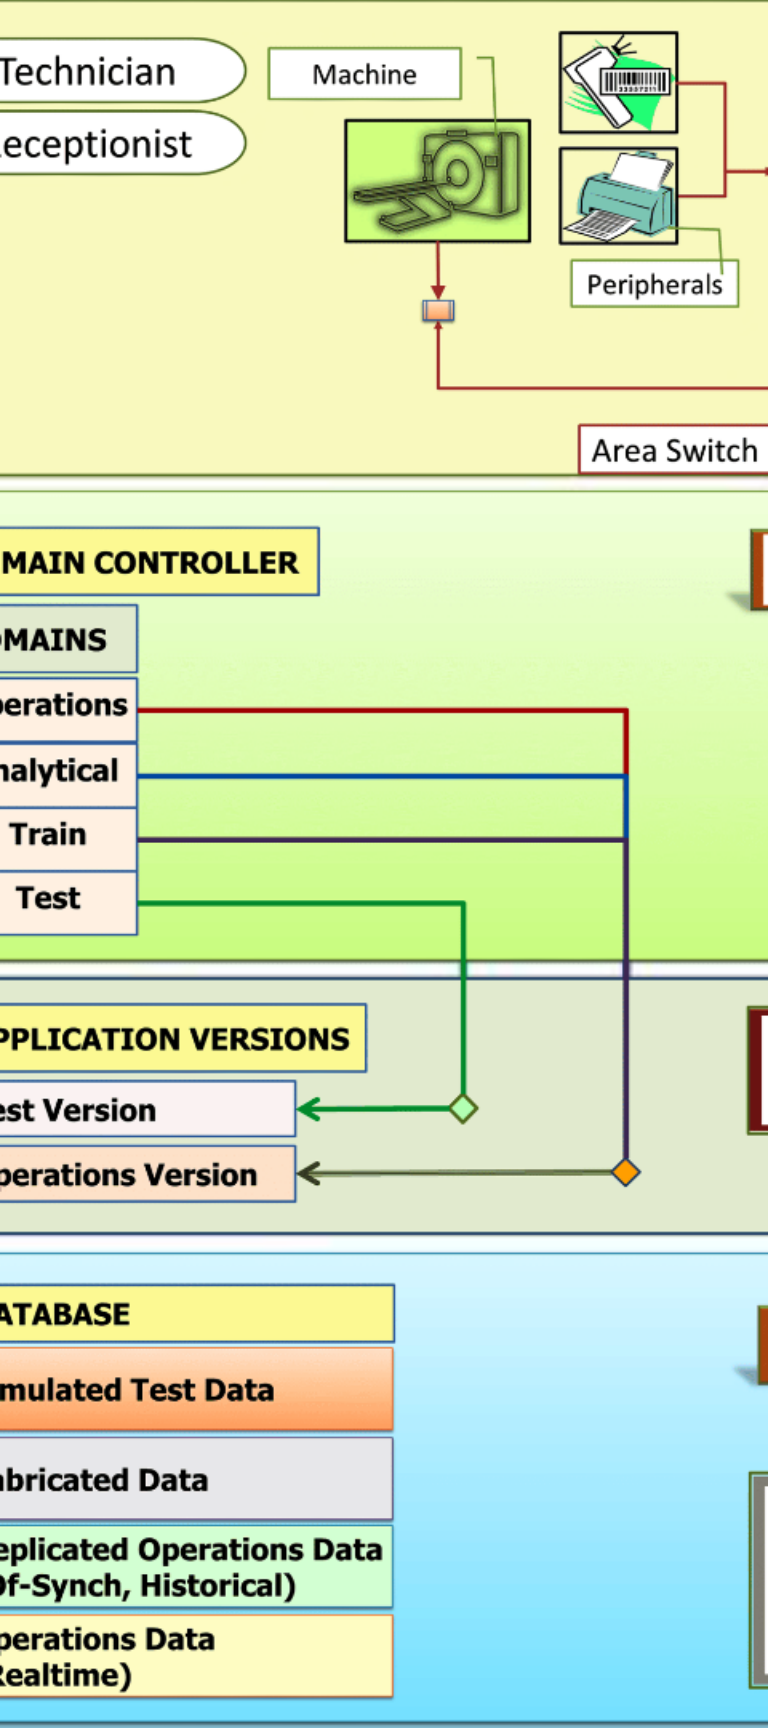 Technician
eceptionist
Machine
Peripherals
Area Switch
MAIN CONTROLLER
MAINS
erations
nalytical
Train
Test
PPLICATION VERSIONS
est Version
perations Version
ATABASE
mulated Test Data
abricated Data
eplicated Operations Data
Of-Synch, Historical)
perations Data
Realtime)